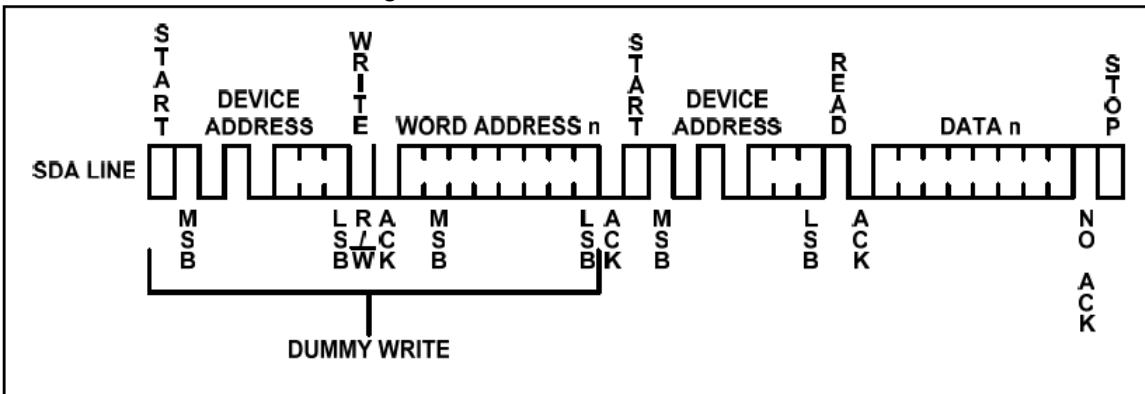 START
DEVICE ADDRESS
WRITE
WORD ADDRESS n
START
DEVICE ADDRESS
READ
DATA n
STOP
SDA LINE
MSB
LSB
R/W
ACK
MSB
LSB
ACK
MSB
LSB
ACK
NO ACK
DUMMY WRITE